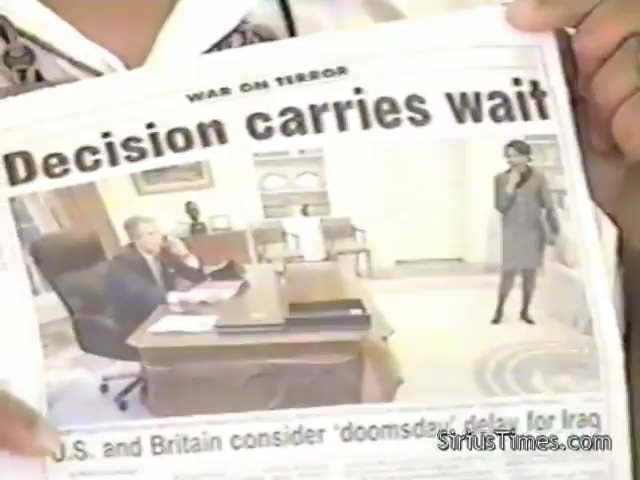 WAR ON TERROR
Decision carries wait
U.S. and Britain consider 'doomsday' delay for Iraq
SiriusTimes.com